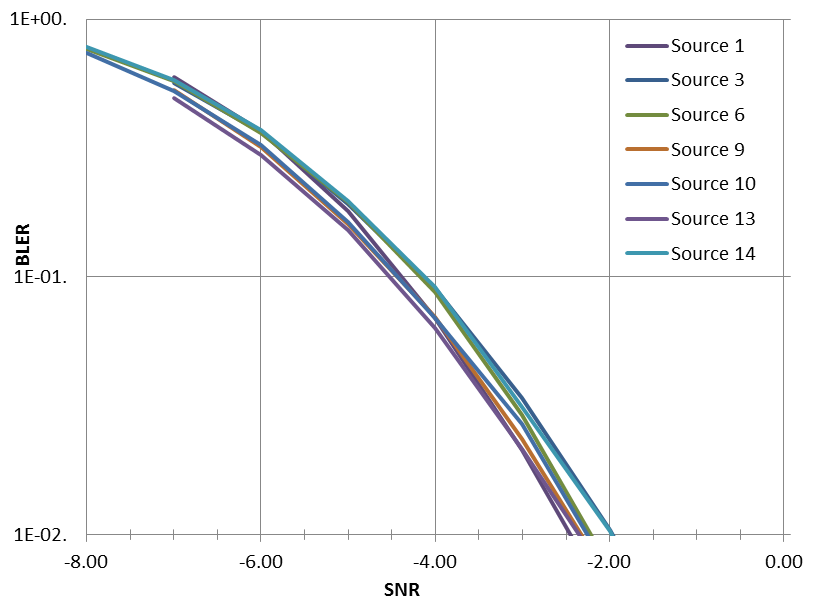 1E+00.
Source 1
Source 3
Source 6
Source 9
Source 10
Source 13
Source 14
BLER
1E-01.
1E-02.
-8.00 -6.00 -4.00 -2.00 0.00
SNR